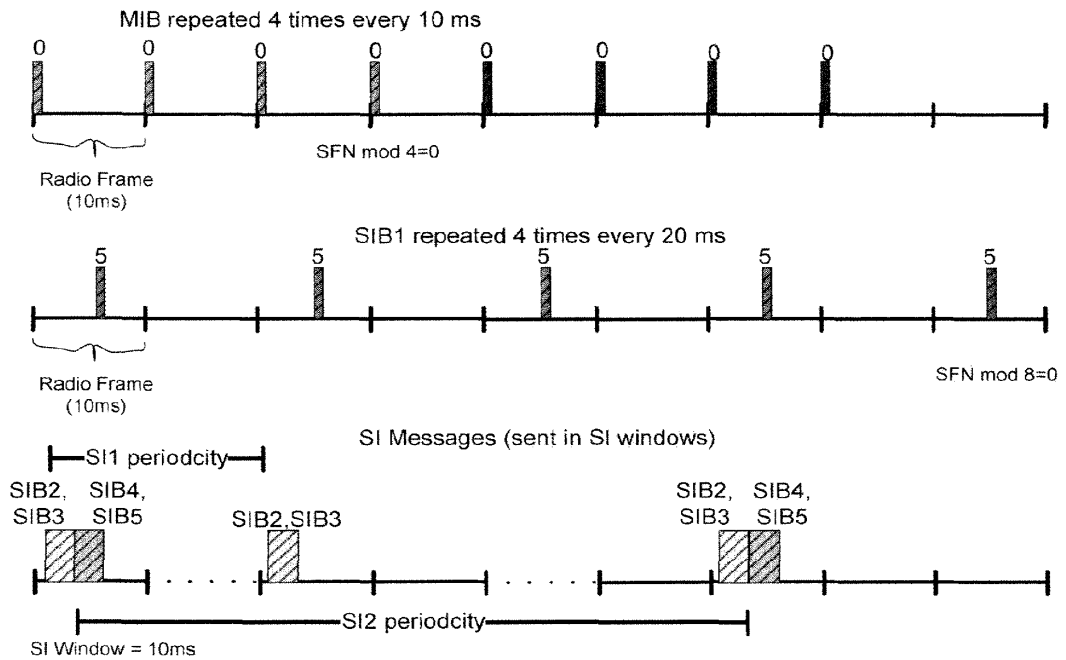 MIB repeated 4 times every 10 ms
0 0 0 0 0 0 0 0
SFN mod 4=0
Radio Frame
(10ms)
SIB1 repeated 4 times every 20 ms
5 5 5 5 5
Radio Frame
(10ms)
SFN mod 8=0
SI Messages (sent in SI windows)
SI1 periodcity
SIB2,
SIB3
SIB4,
SIB5
SIB2,SIB3
SIB2,
SIB3
SIB4,
SIB5
SI2 periodcity
SI Window = 10ms